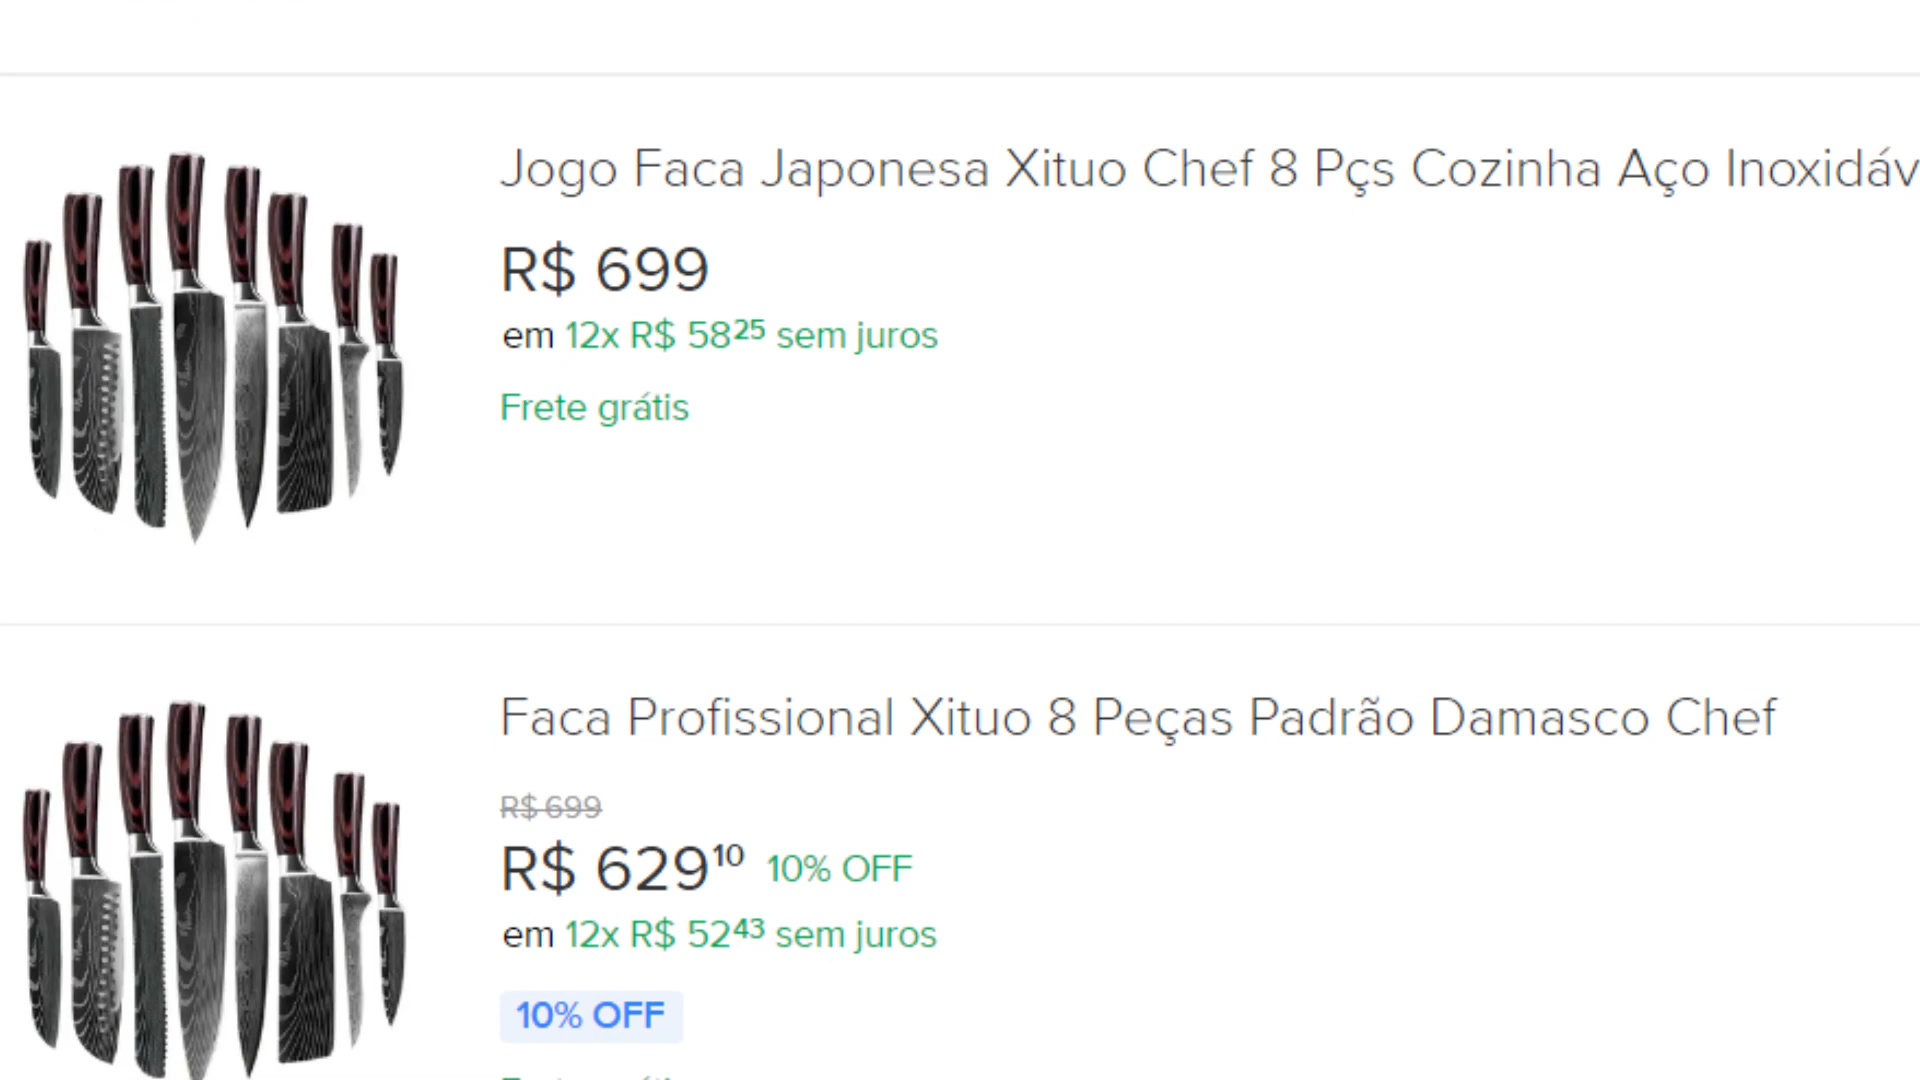 Jogo Faca Japonesa Xituo Chef 8 Pçs Cozinha Aço Inoxidáv
R$ 699
em 12x R$ 58²⁵ sem juros
Frete grátis
Faca Profissional Xituo 8 Peças Padrão Damasco Chef
R$ 699
R$ 629¹⁰ 10% OFF
em 12x R$ 52⁴³ sem juros
10% OFF